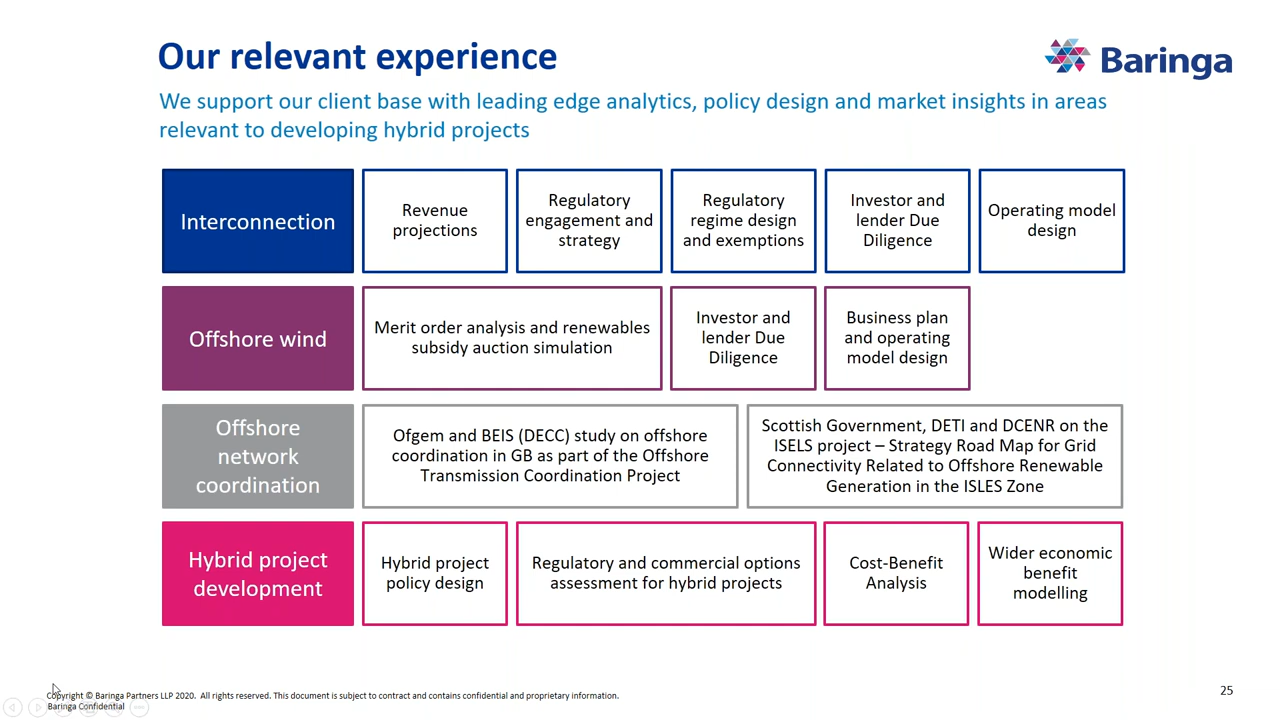 Our relevant experience
Baringa
We support our client base with leading edge analytics, policy design and market insights in areas
relevant to developing hybrid projects
Interconnection
Revenue
projections
Regulatory
engagement and
strategy
Regulatory
regime design
and exemptions
Investor and
lender Due
Diligence
Operating model
design
Offshore wind
Merit order analysis and renewables
subsidy auction simulation
Investor and
lender Due
Diligence
Business plan
and operating
model design
Offshore
network
coordination
Ofgem and BEIS (DECC) study on offshore
coordination in GB as part of the Offshore
Transmission Coordination Project
Scottish Government, DETI and DCENR on the
ISELS project – Strategy Road Map for Grid
Connectivity Related to Offshore Renewable
Generation in the ISLES Zone
Hybrid project
development
Hybrid project
policy design
Regulatory and commercial options
assessment for hybrid projects
Cost-Benefit
Analysis
Wider economic
benefit
modelling
Copyright © Baringa Partners LLP 2020. All rights reserved. This document is subject to contract and contains confidential and proprietary information.
Baringa Confidential
25